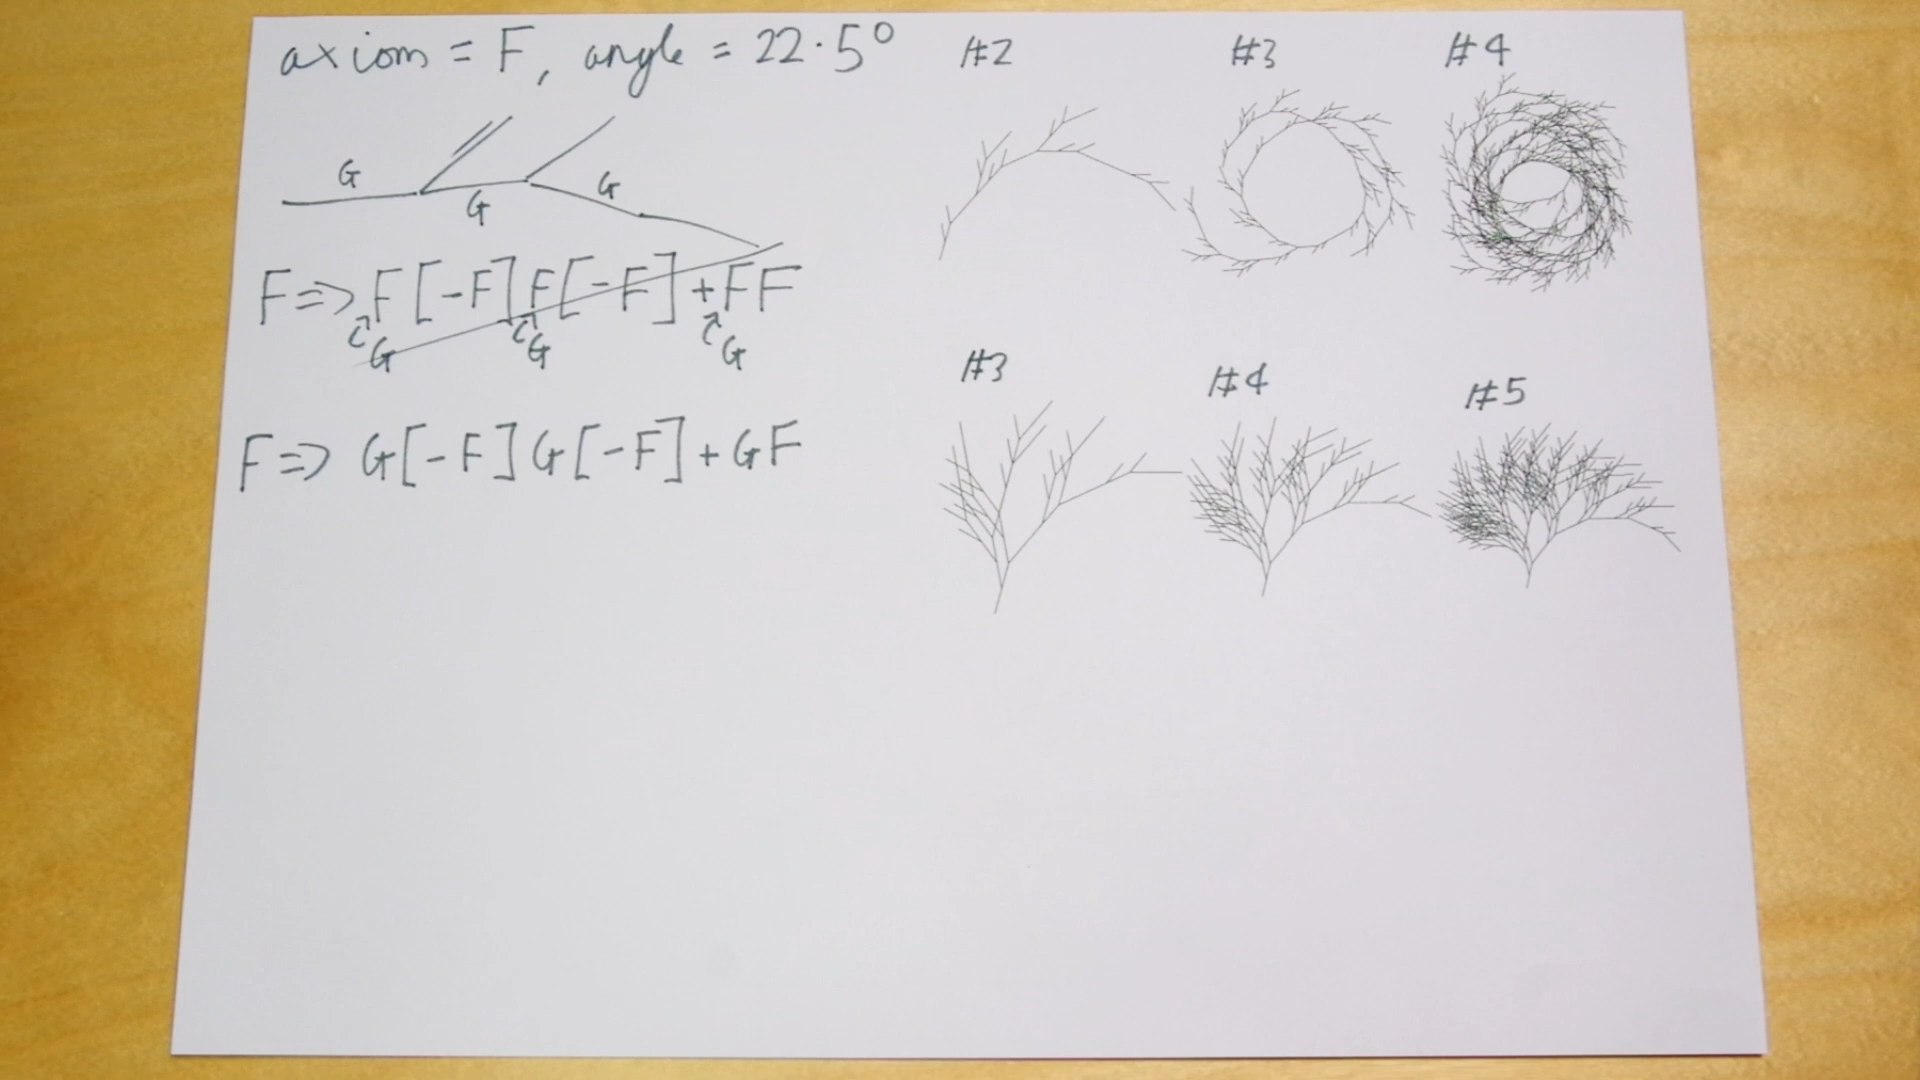 axiom = F, angle = 22.5°
#2 #3 #4
G G G
F => F[-F]F[-F]+FF
G G G
#3 #4 #5
F => G[-F]G[-F]+GF